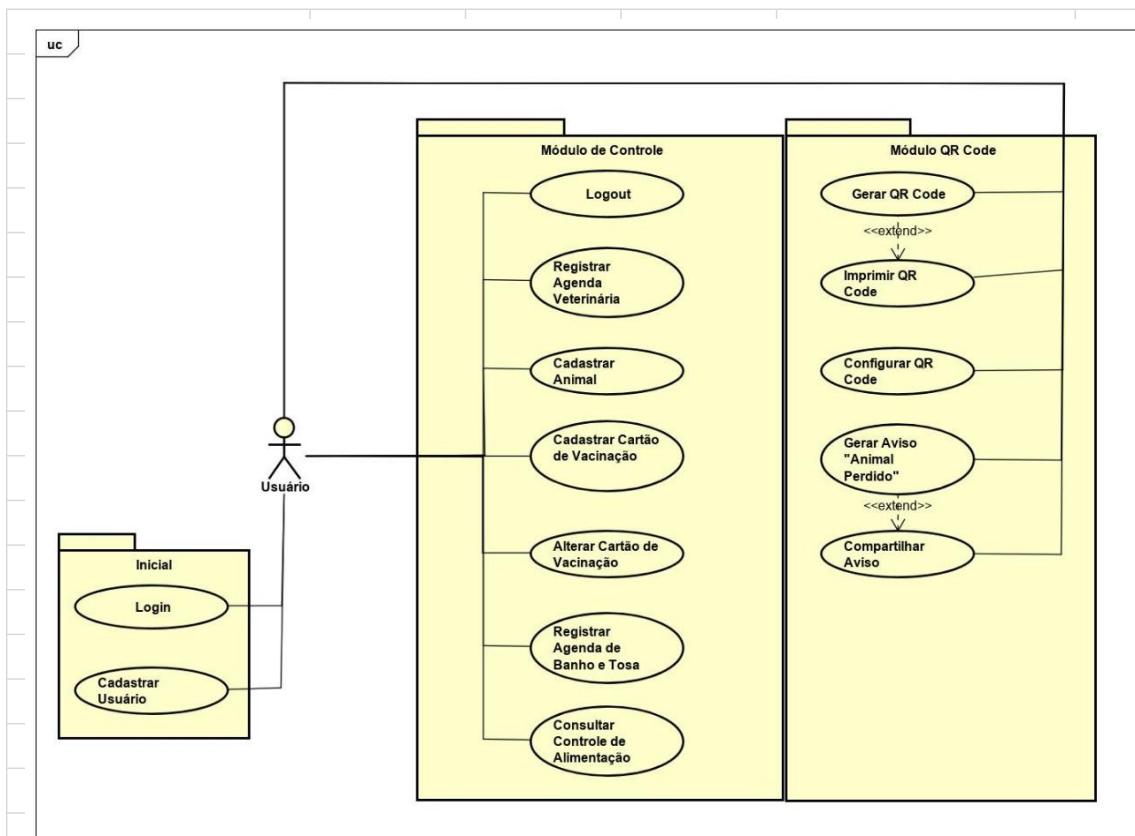 uc
Módulo de Controle
Logout
Registrar
Agenda
Veterinária
Cadastrar
Animal
Cadastrar Cartão
de Vacinação
Alterar Cartão de
Vacinação
Registrar
Agenda de
Banho e Tosa
Consultar
Controle de
Alimentação
Módulo QR Code
Gerar QR Code
<<extend>>
Imprimir QR
Code
Configurar QR
Code
Gerar Aviso
"Animal
Perdido"
<<extend>>
Compartilhar
Aviso
Usuário
Inicial
Login
Cadastrar
Usuário